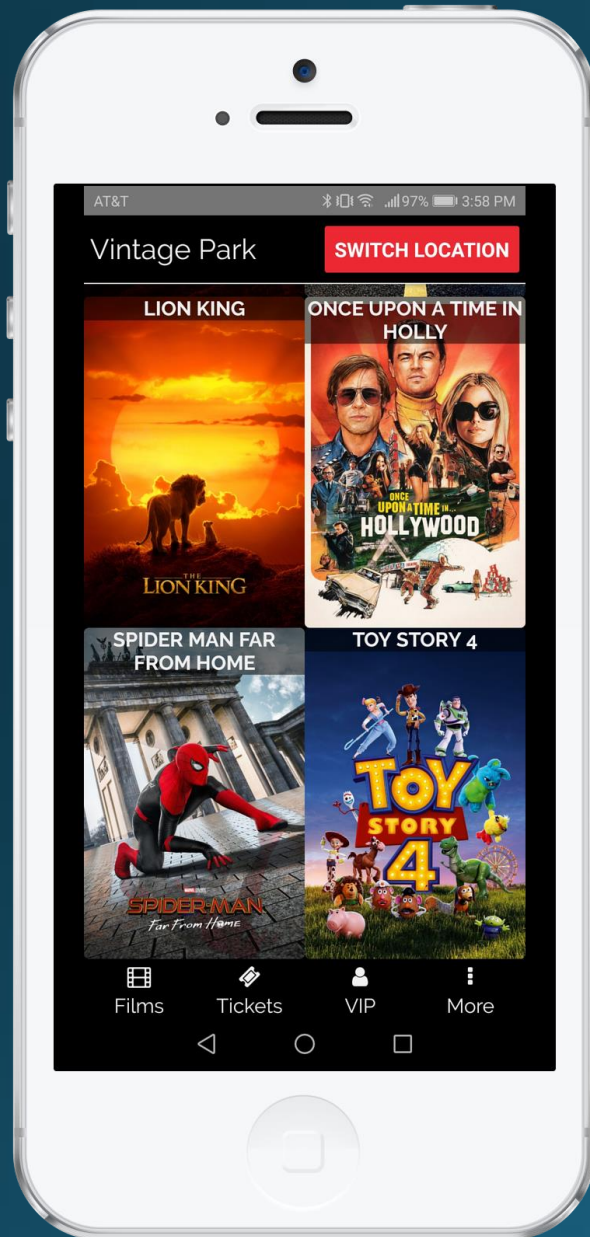 AT&T 97% 3:58 PM
Vintage Park SWITCH LOCATION
LION KING
THE
LION KING
ONCE UPON A TIME IN
HOLLY
ONCE
UPON A TIME IN...
HOLLYWOOD
SPIDER MAN FAR
FROM HOME
SPIDER-MAN
Far From Home
TOY STORY 4
TOY
STORY
4
Films Tickets VIP More